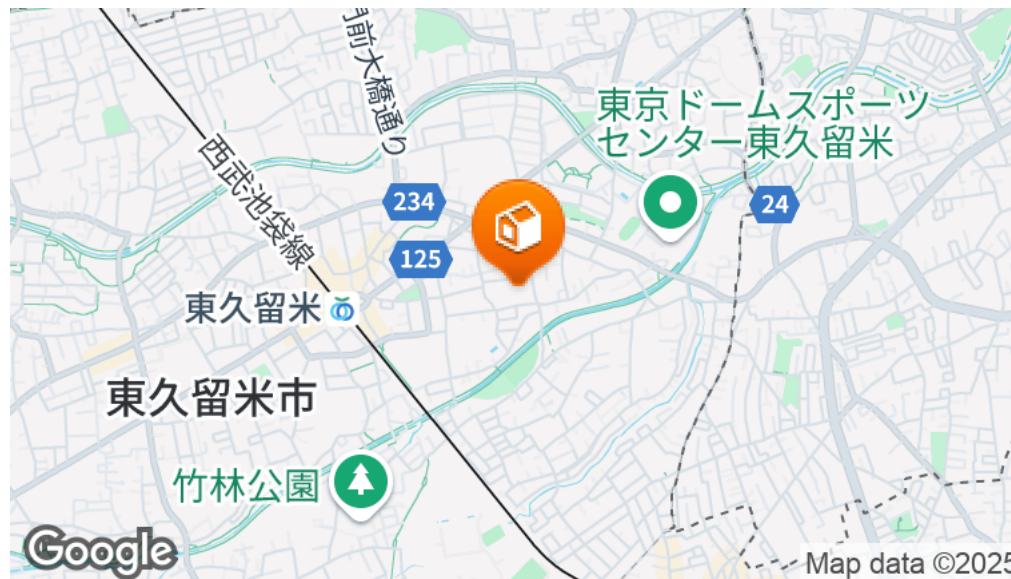 門前大橋通り
東京ドームスポーツ
センター東久留米
西武池袋線
234
24
125
東久留米
東久留米市
竹林公園
Google
Map data ©2025